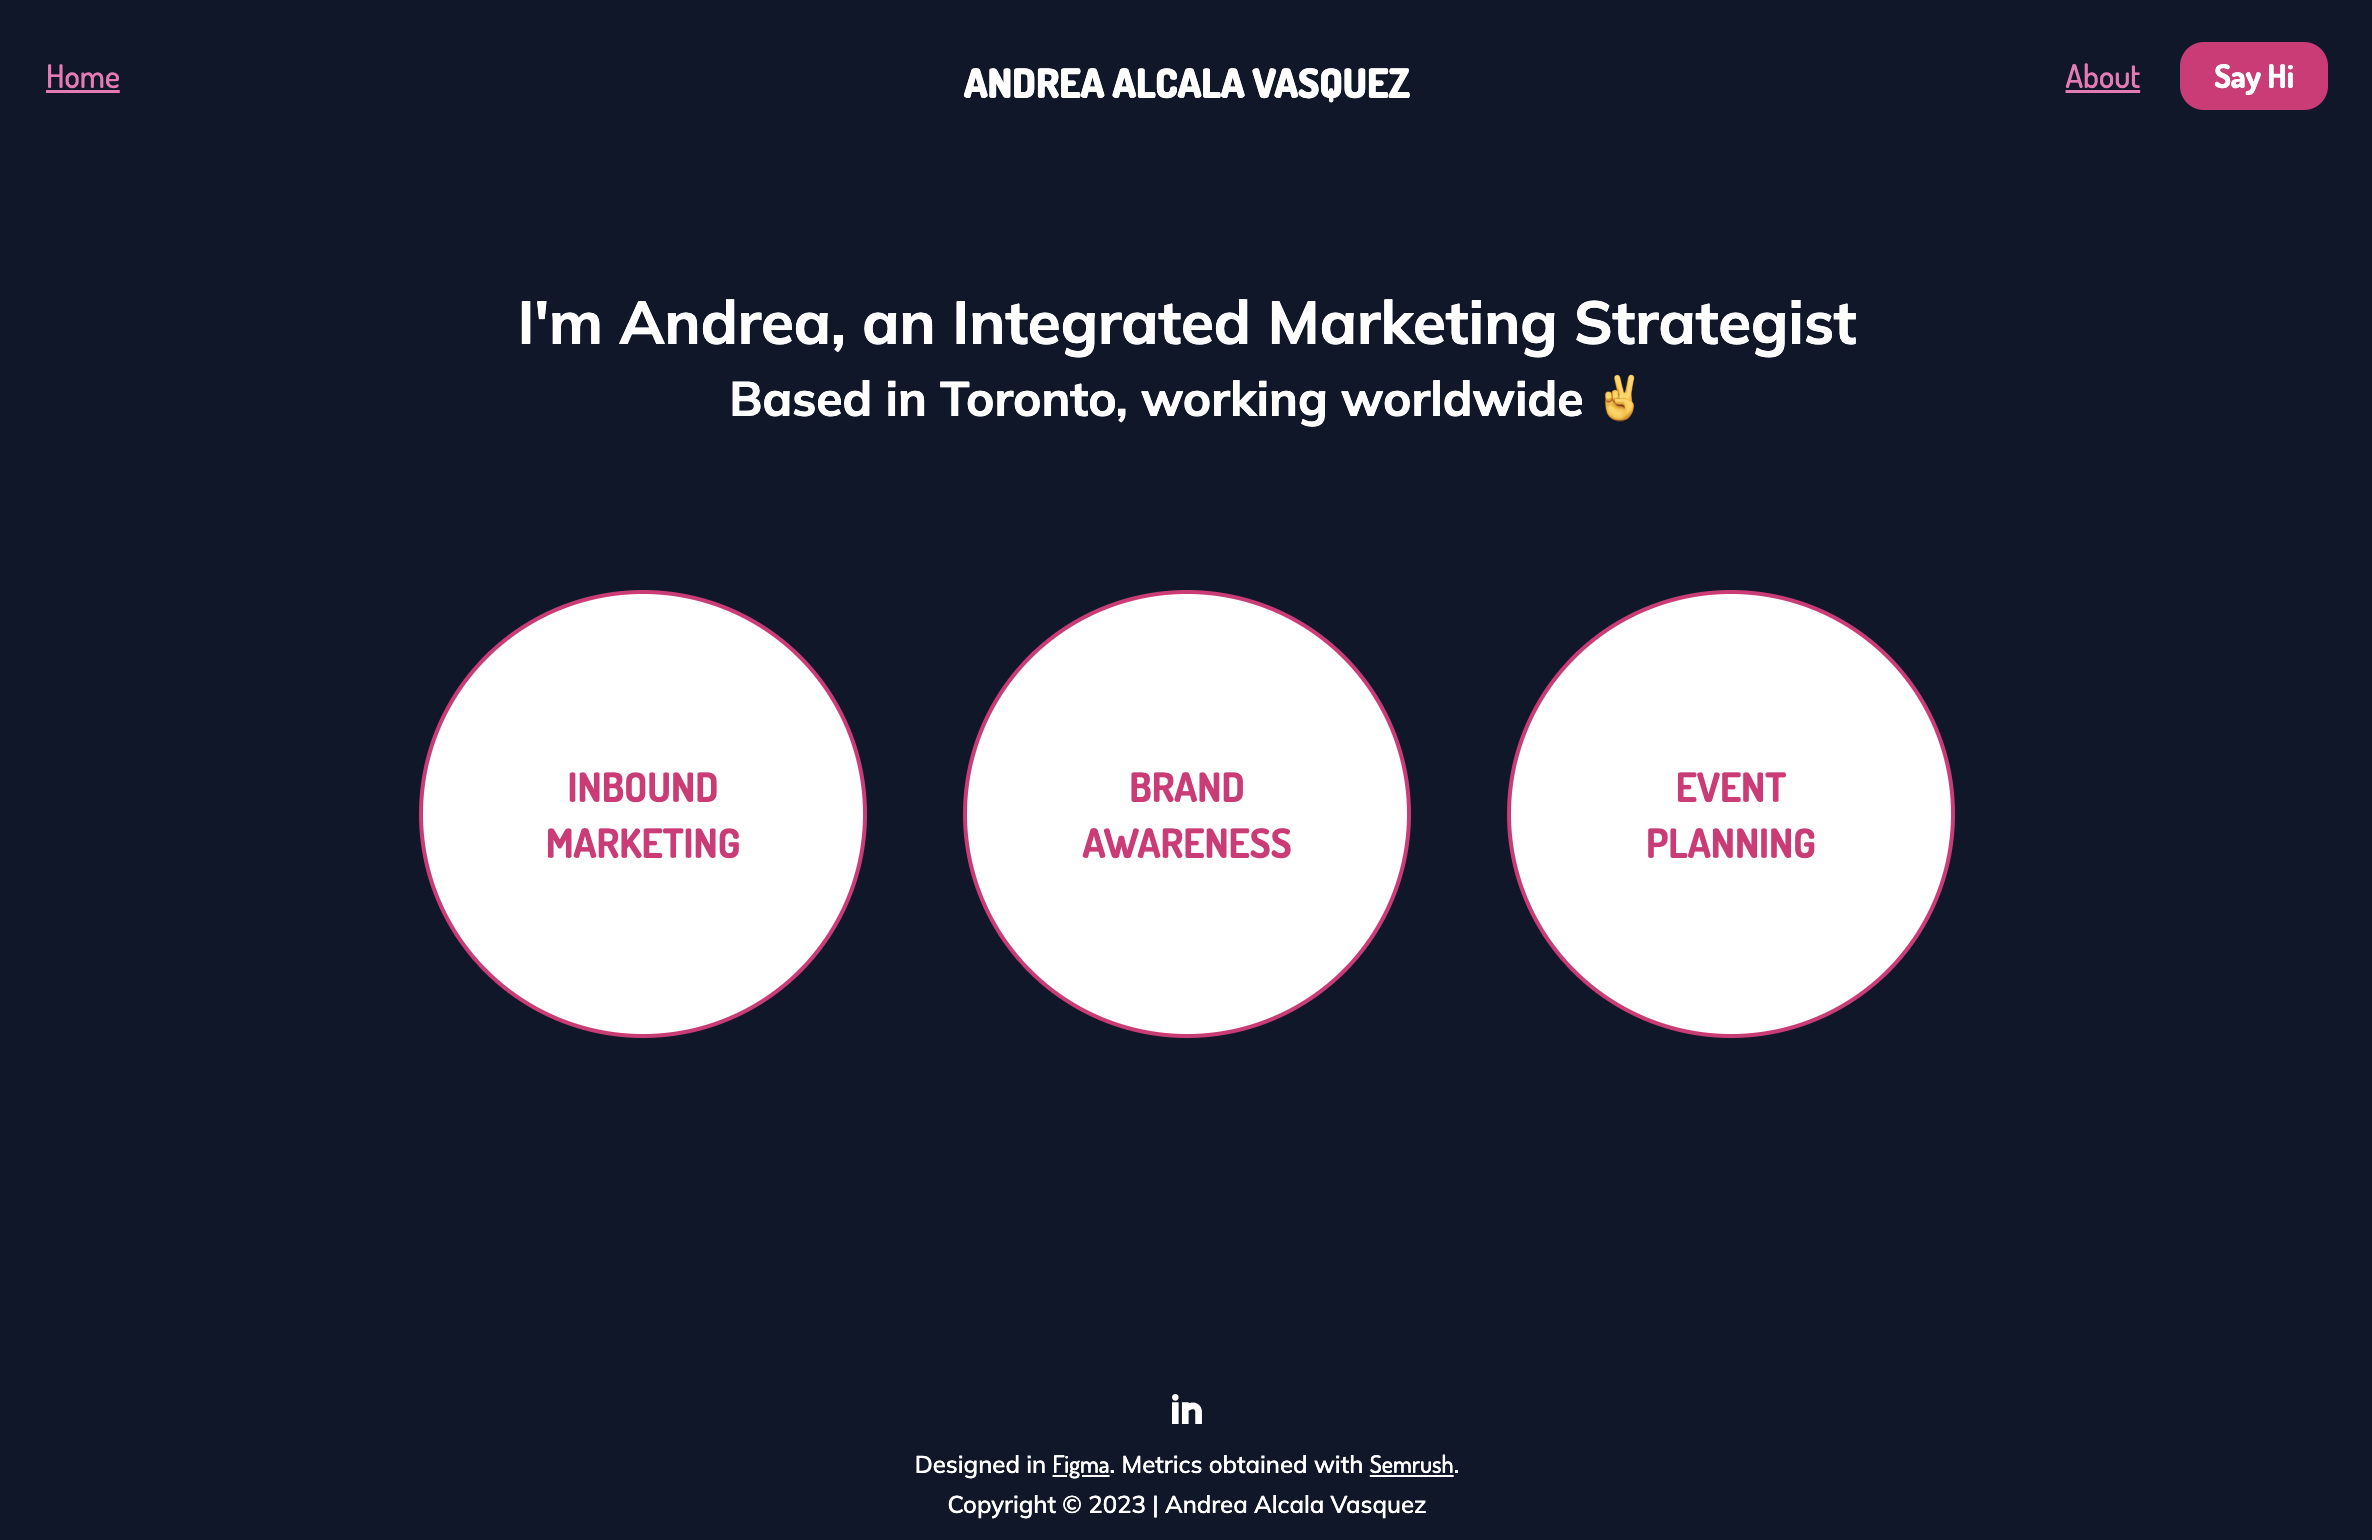 Home
ANDREA ALCALA VASQUEZ
About
Say Hi
I'm Andrea, an Integrated Marketing Strategist
Based in Toronto, working worldwide ✌️
INBOUND
MARKETING
BRAND
AWARENESS
EVENT
PLANNING
in
Designed in Figma. Metrics obtained with Semrush.
Copyright © 2023 | Andrea Alcala Vasquez